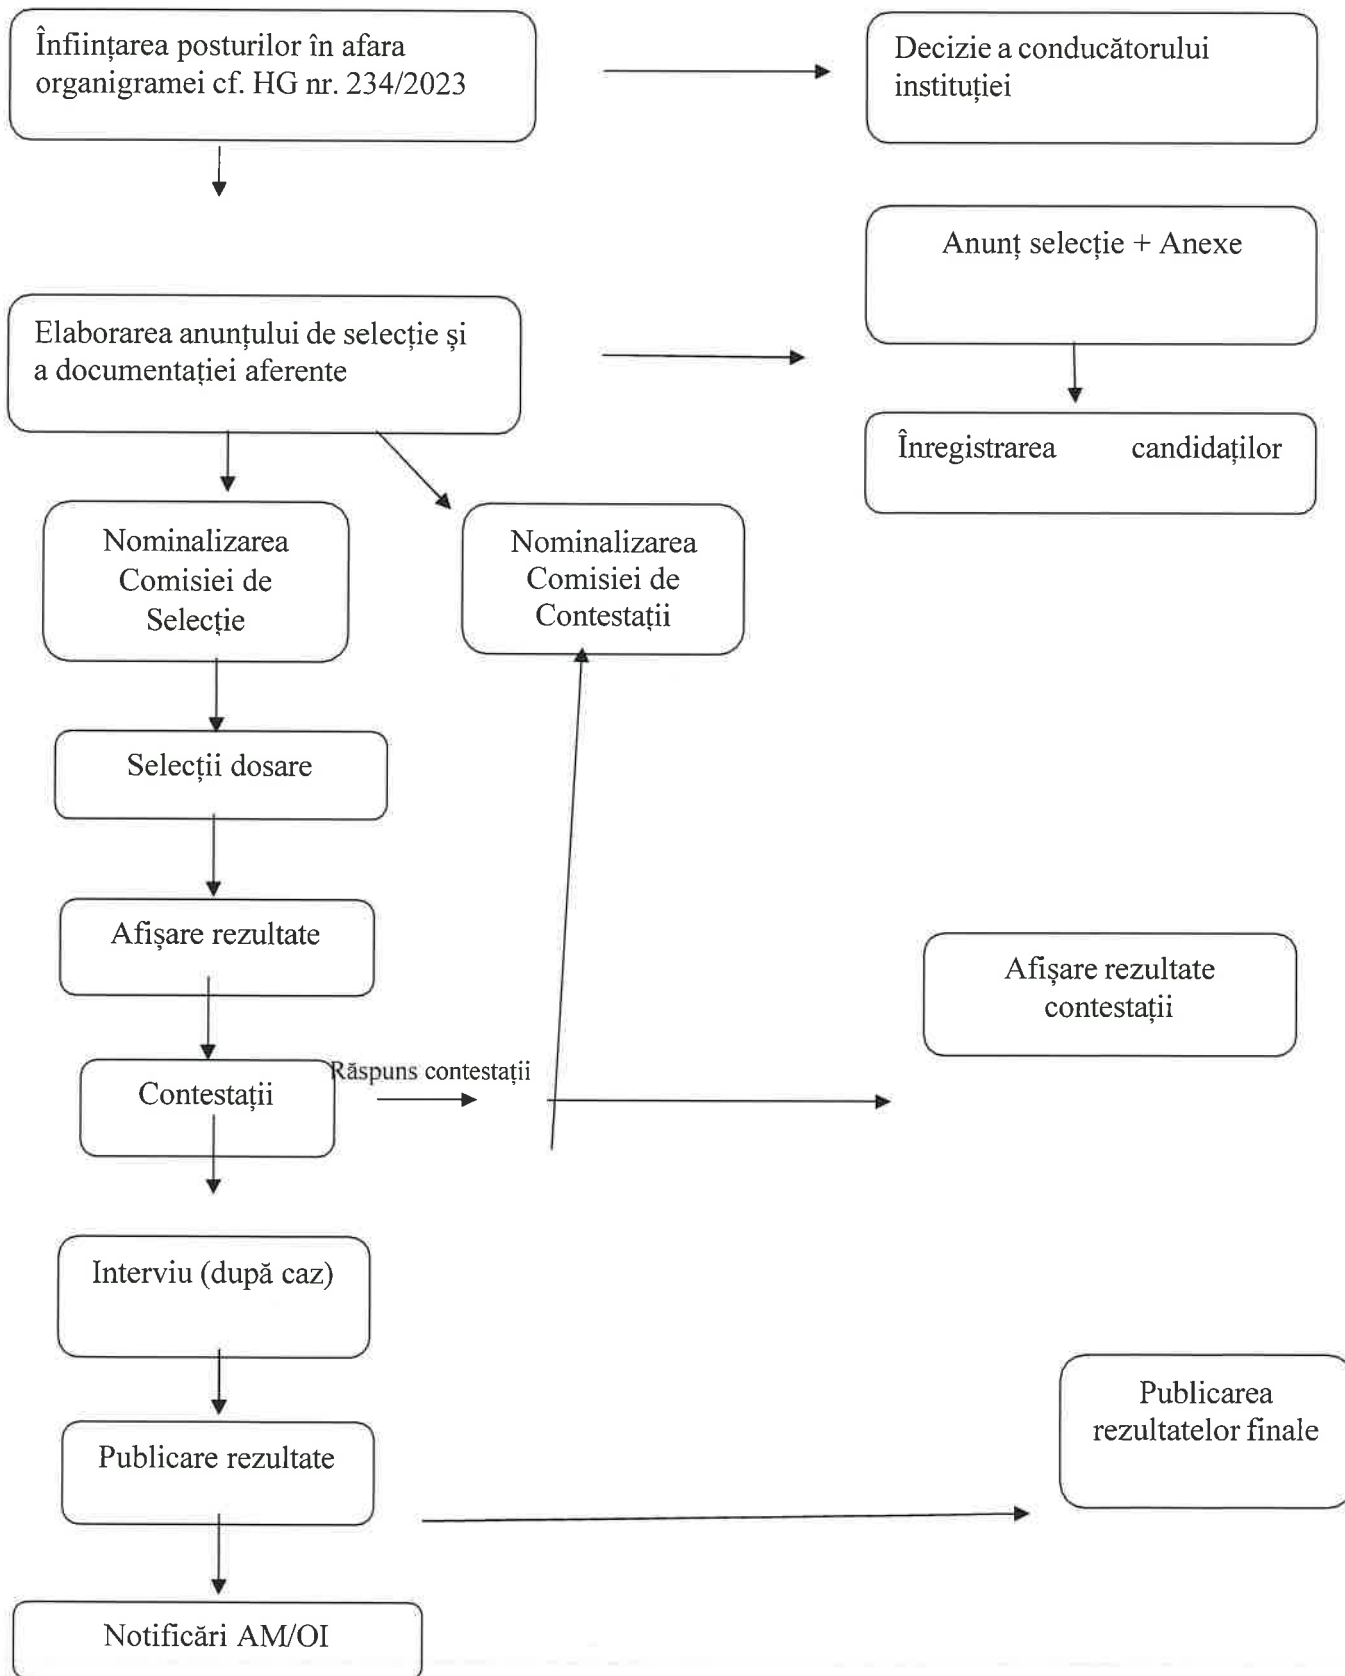 Înființarea posturilor în afara
organigramei cf. HG nr. 234/2023
Decizie a conducătorului
instituției
Anunț selecție + Anexe
Elaborarea anunțului de selecție și
a documentației aferente
Înregistrarea candidaților
Nominalizarea
Comisiei de
Selecție
Nominalizarea
Comisiei de
Contestații
Selecții dosare
Afișare rezultate
Afișare rezultate
contestații
Contestații
Răspuns contestații
Interviu (după caz)
Publicarea
rezultatelor finale
Publicare rezultate
Notificări AM/OI